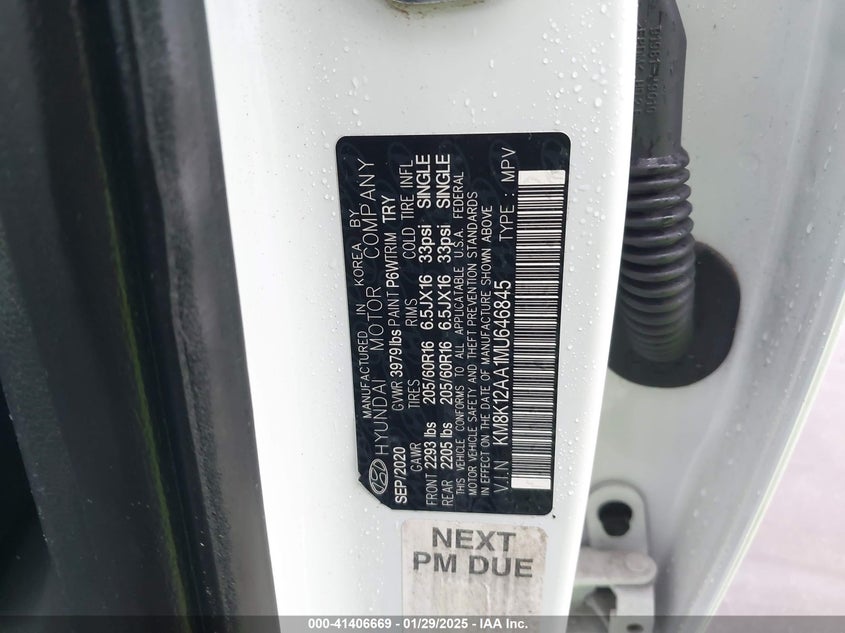 MANUFACTURED IN KOREA BY
HYUNDAI MOTOR COMPANY
SEP/2020 GVWR 3979 lbs PAINT P6W TRIM TRY
GAWR TIRES RIMS COLD TIRE INFL
FRONT 2293 lbs 205/60R16 6.5JX16 33psi SINGLE
REAR 2205 lbs 205/60R16 6.5JX16 33psi SINGLE
THIS VEHICLE CONFORMS TO ALL APPLICABLE U.S.A. FEDERAL
MOTOR VEHICLE SAFETY AND THEFT PREVENTION STANDARDS
IN EFFECT ON THE DATE OF MANUFACTURE SHOWN ABOVE
V.I.N KM8K12AA1MU646845 TYPE : MPV
NEXT
PM DUE
000-41406669 - 01/29/2025 - IAA Inc.